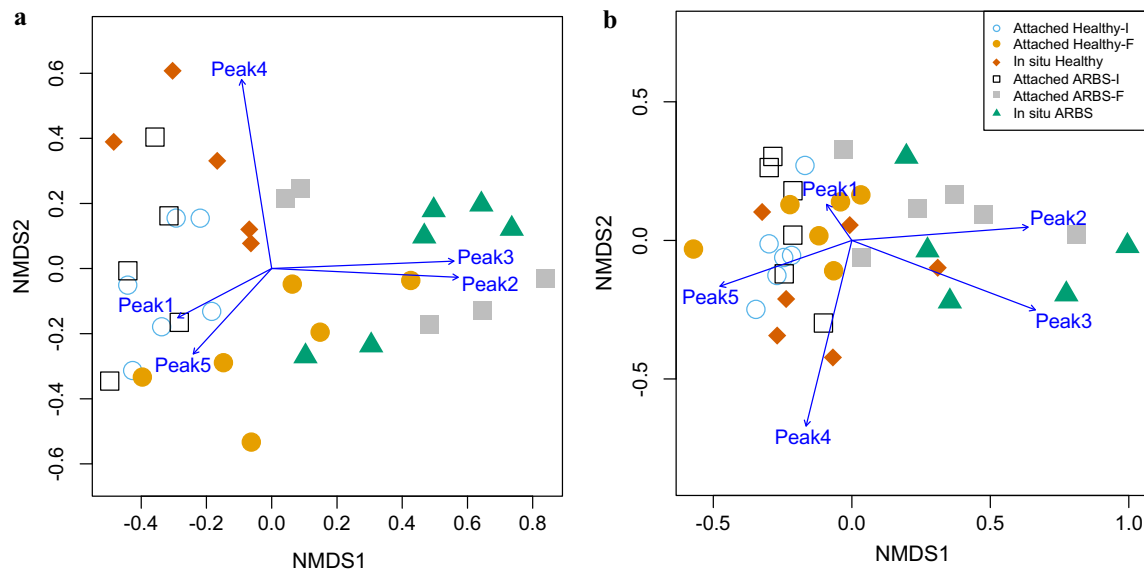 a
NMDS2
0.6
0.4
0.2
0.0
-0.2
-0.4
-0.6
Peak4
Peak3
Peak2
Peak1
Peak5
-0.4
-0.2
0.0
0.2
0.4
0.6
0.8
NMDS1
b
NMDS2
0.5
0.0
-0.5
Attached Healthy-I
Attached Healthy-F
In situ Healthy
Attached ARBS-I
Attached ARBS-F
In situ ARBS
Peak1
Peak2
Peak5
Peak3
Peak4
-0.5
0.0
0.5
1.0
NMDS1